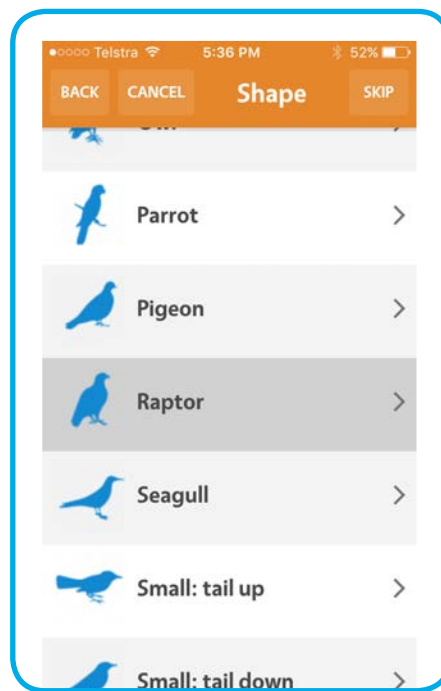 Telstra 5:36 PM 52%
BACK CANCEL Shape SKIP
Parrot
Pigeon
Raptor
Seagull
Small: tail up
Small: tail down